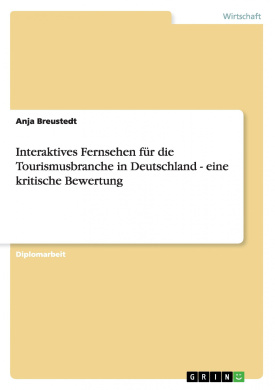 Wirtschaft
Anja Breustedt
Interaktives Fernsehen für die
Tourismusbranche in Deutschland - eine
kritische Bewertung
Diplomarbeit
GRIN